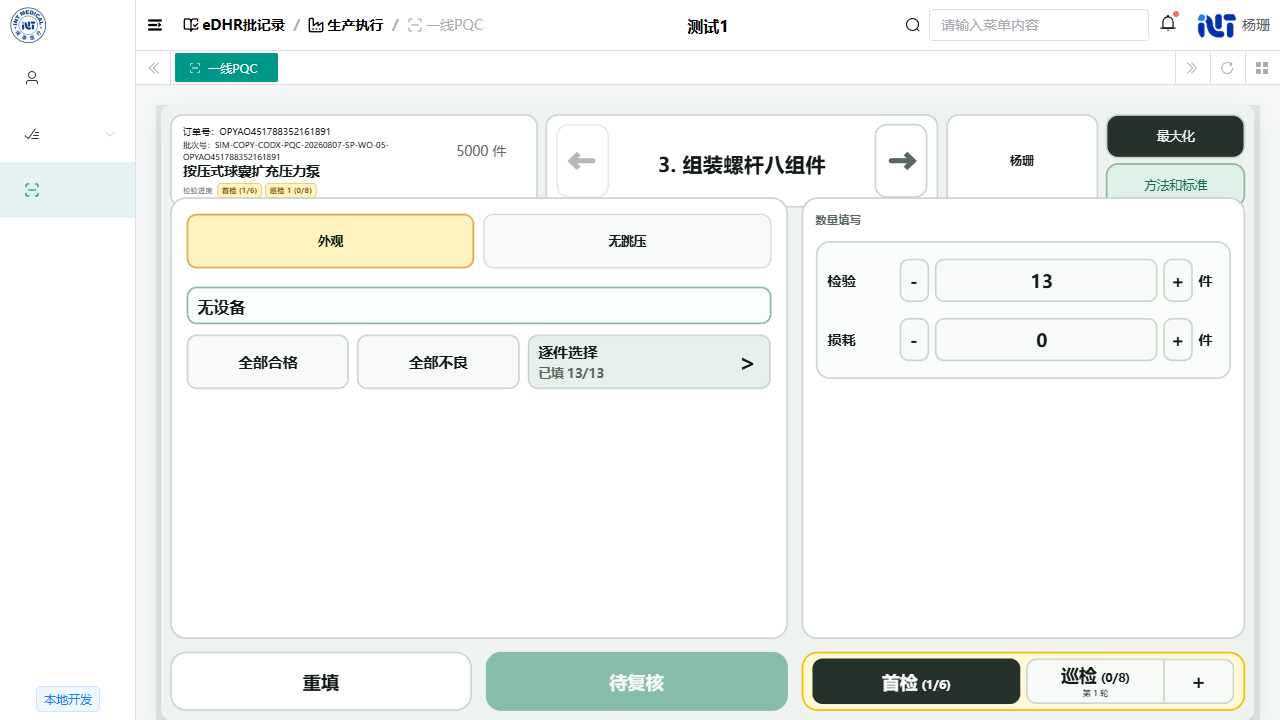 eDHR批记录 / 生产执行 / 一线PQC
测试1
请输入菜单内容
杨珊
一线PQC
订单号: OPYAO451788352161891
批次号: SIM-COPY-CODX-PQC-20260807-SP-WO-05-
OPYAO451788352161891
按压式球囊扩充压力泵
检验进度 首检 (1/6) 巡检 1 (0/8)
5000 件
3. 组装螺杆八组件
杨珊
最大化
方法和标准
外观
无跳压
无设备
全部合格
全部不良
逐件选择
已填 13/13
>
数量填写
检验 - 13 + 件
损耗 - 0 + 件
重填
待复核
首检 (1/6)
巡检 (0/8)
第 1 轮
+
本地开发